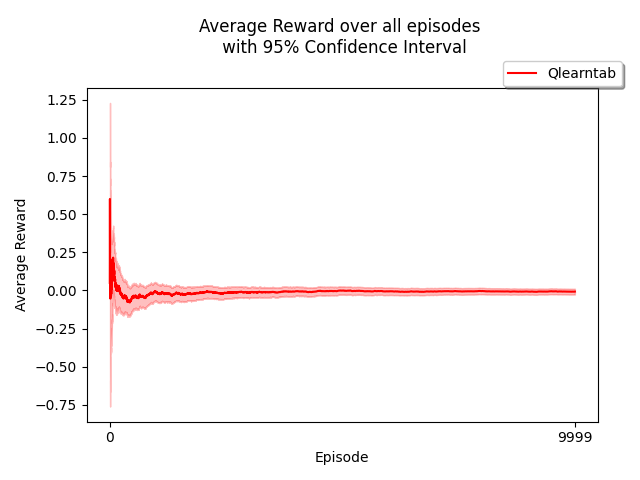 Average Reward over all episodes
with 95% Confidence Interval
Qlearntab
1.25
1.00
0.75
0.50
0.25
0.00
−0.25
−0.50
−0.75
Average Reward
0 9999
Episode